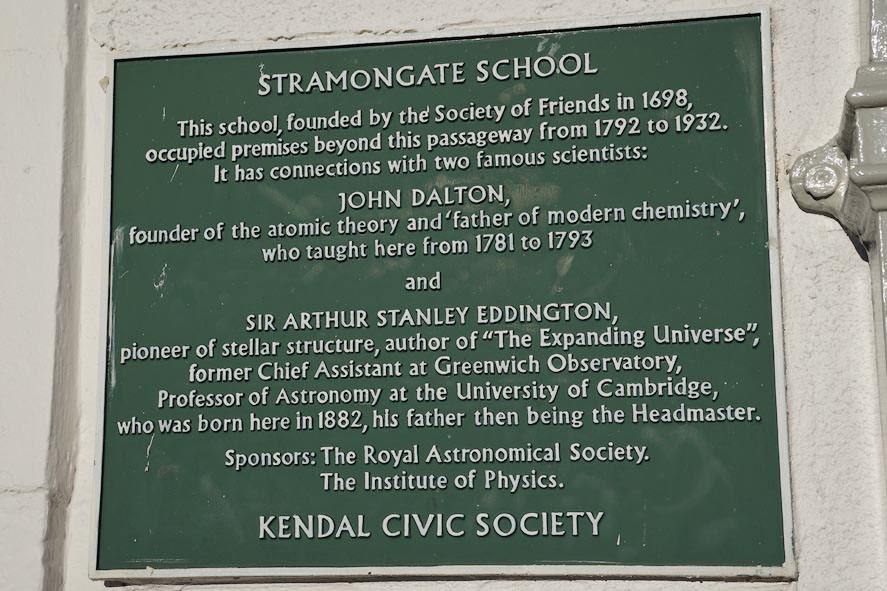 STRAMONGATE SCHOOL
This school, founded by the Society of Friends in 1698,
occupied premises beyond this passageway from 1792 to 1932.
It has connections with two famous scientists:
JOHN DALTON,
founder of the atomic theory and 'father of modern chemistry',
who taught here from 1781 to 1793
and
SIR ARTHUR STANLEY EDDINGTON,
pioneer of stellar structure, author of "The Expanding Universe",
former Chief Assistant at Greenwich Observatory,
Professor of Astronomy at the University of Cambridge,
who was born here in 1882, his father then being the Headmaster.
Sponsors: The Royal Astronomical Society.
The Institute of Physics.
KENDAL CIVIC SOCIETY